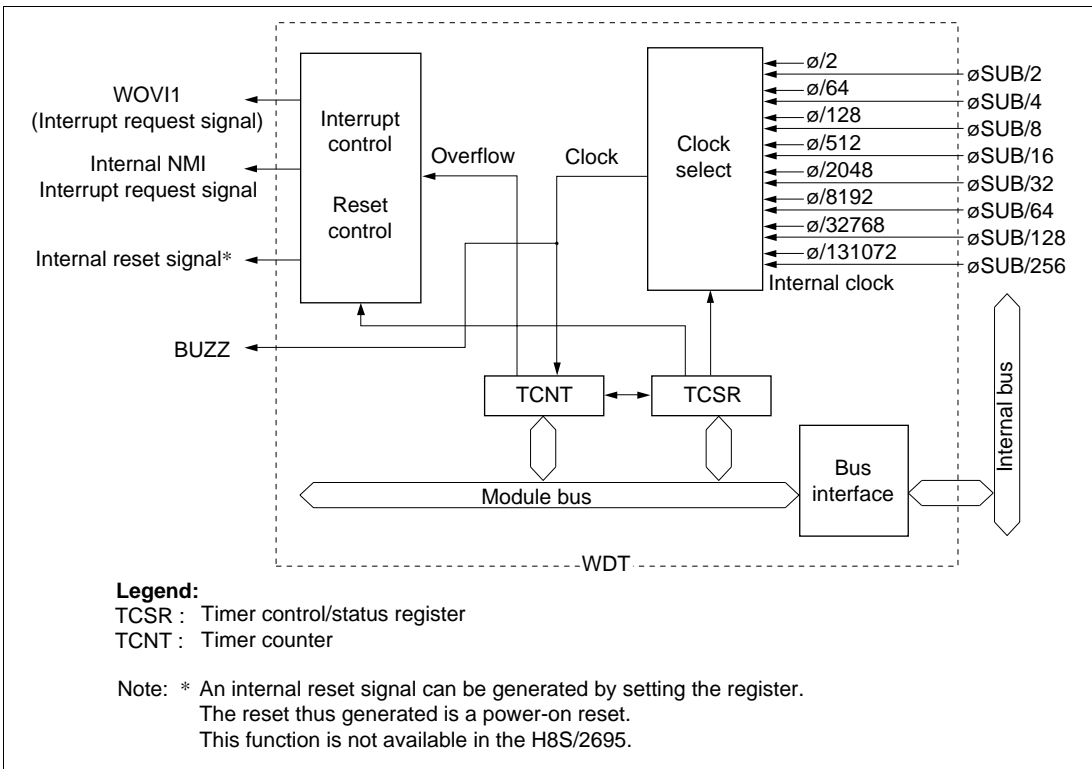 WOVI1
(Interrupt request signal)
Internal NMI
Interrupt request signal
Internal reset signal*
BUZZ
Interrupt
control
Reset
control
Overflow
Clock
Clock
select
ø/2
ø/64
ø/128
ø/512
ø/2048
ø/8192
ø/32768
ø/131072
Internal clock
øSUB/2
øSUB/4
øSUB/8
øSUB/16
øSUB/32
øSUB/64
øSUB/128
øSUB/256
TCNT
TCSR
Module bus
Bus
interface
Internal bus
WDT
Legend:
TCSR : Timer control/status register
TCNT : Timer counter
Note: * An internal reset signal can be generated by setting the register.
The reset thus generated is a power-on reset.
This function is not available in the H8S/2695.